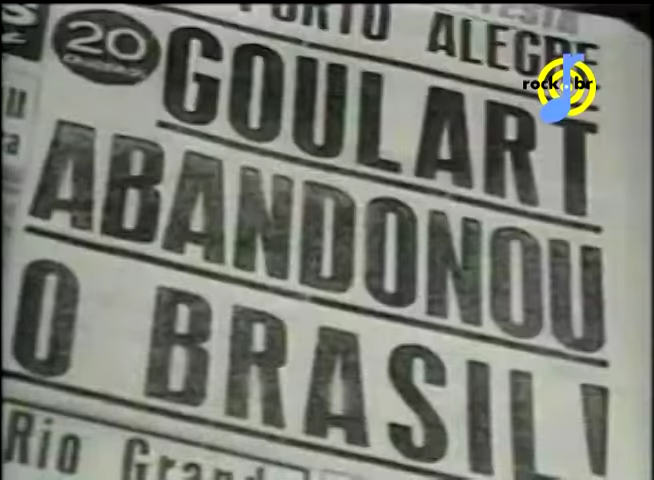 PORTO ALEGRE
20
GOULART
ABANDONOU
O BRASIL!
Rio Grand
rock br